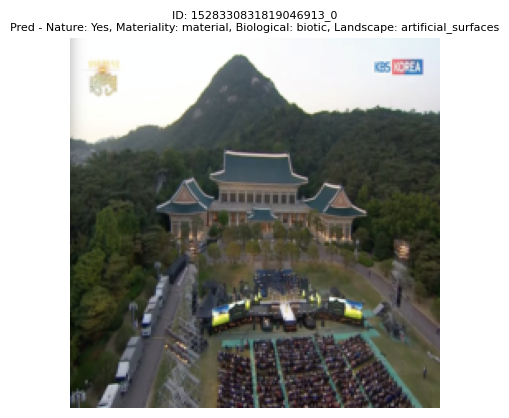 ID: 1528330831819046913_0
Pred - Nature: Yes, Materiality: material, Biological: biotic, Landscape: artificial_surfaces
KBS KOREA